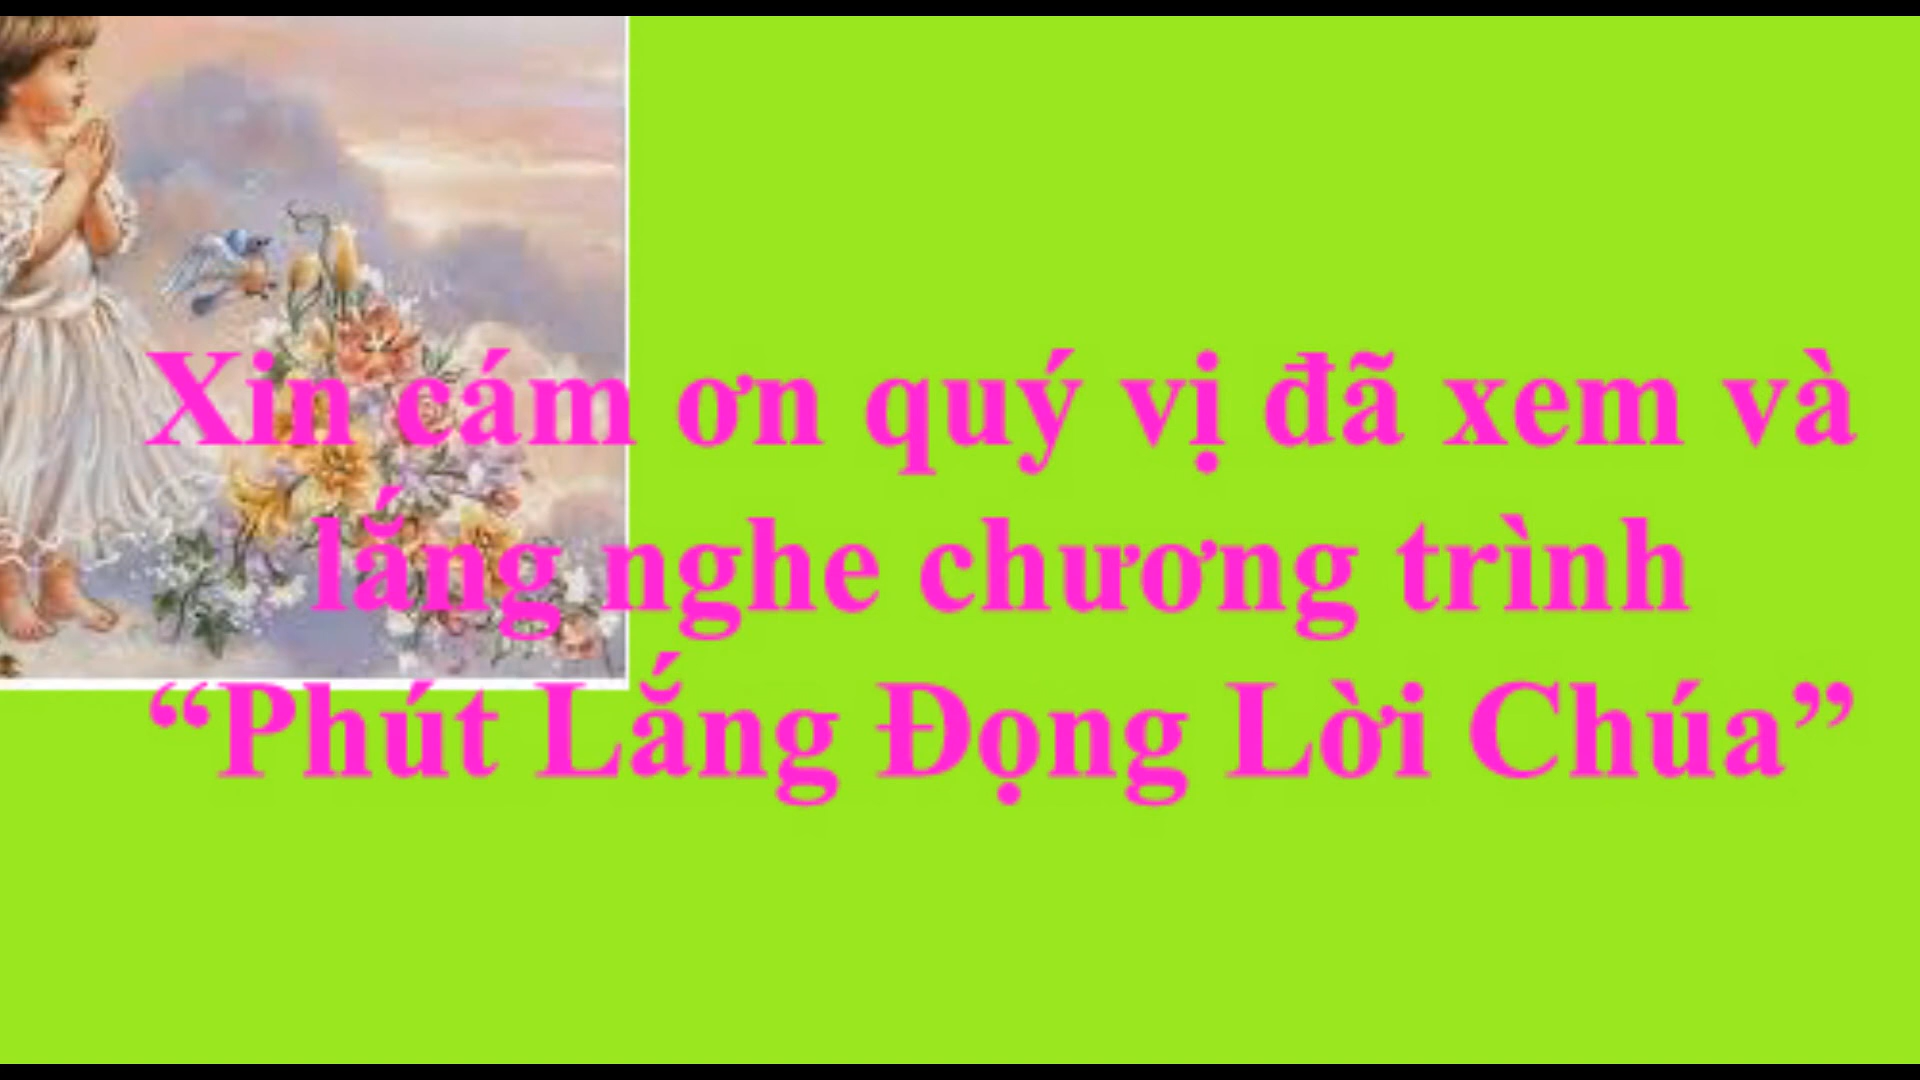 Xin cám ơn quý vị đã xem và
lắng nghe chương trình
“Phút Lắng Đọng Lời Chúa”